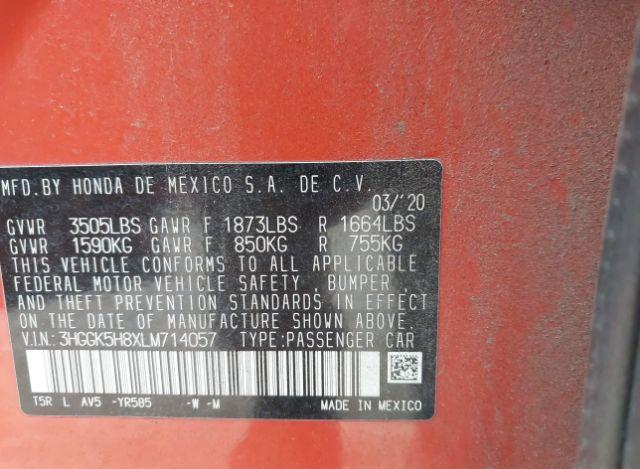 MFD.BY HONDA DE MEXICO S.A. DE C.V.
03/'20
GVWR 3505LBS GAWR F 1873LBS R 1664LBS
GVWR 1590KG GAWR F 850KG R 755KG
THIS VEHICLE CONFORMS TO ALL APPLICABLE
FEDERAL MOTOR VEHICLE SAFETY , BUMPER ,
AND THEFT PREVENTION STANDARDS IN EFFECT
ON THE DATE OF MANUFACTURE SHOWN ABOVE.
V.I.N: 3HGGK5H8XLM714057 TYPE:PASSENGER CAR
T5R L AV5 -YR585 -W -M MADE IN MEXICO